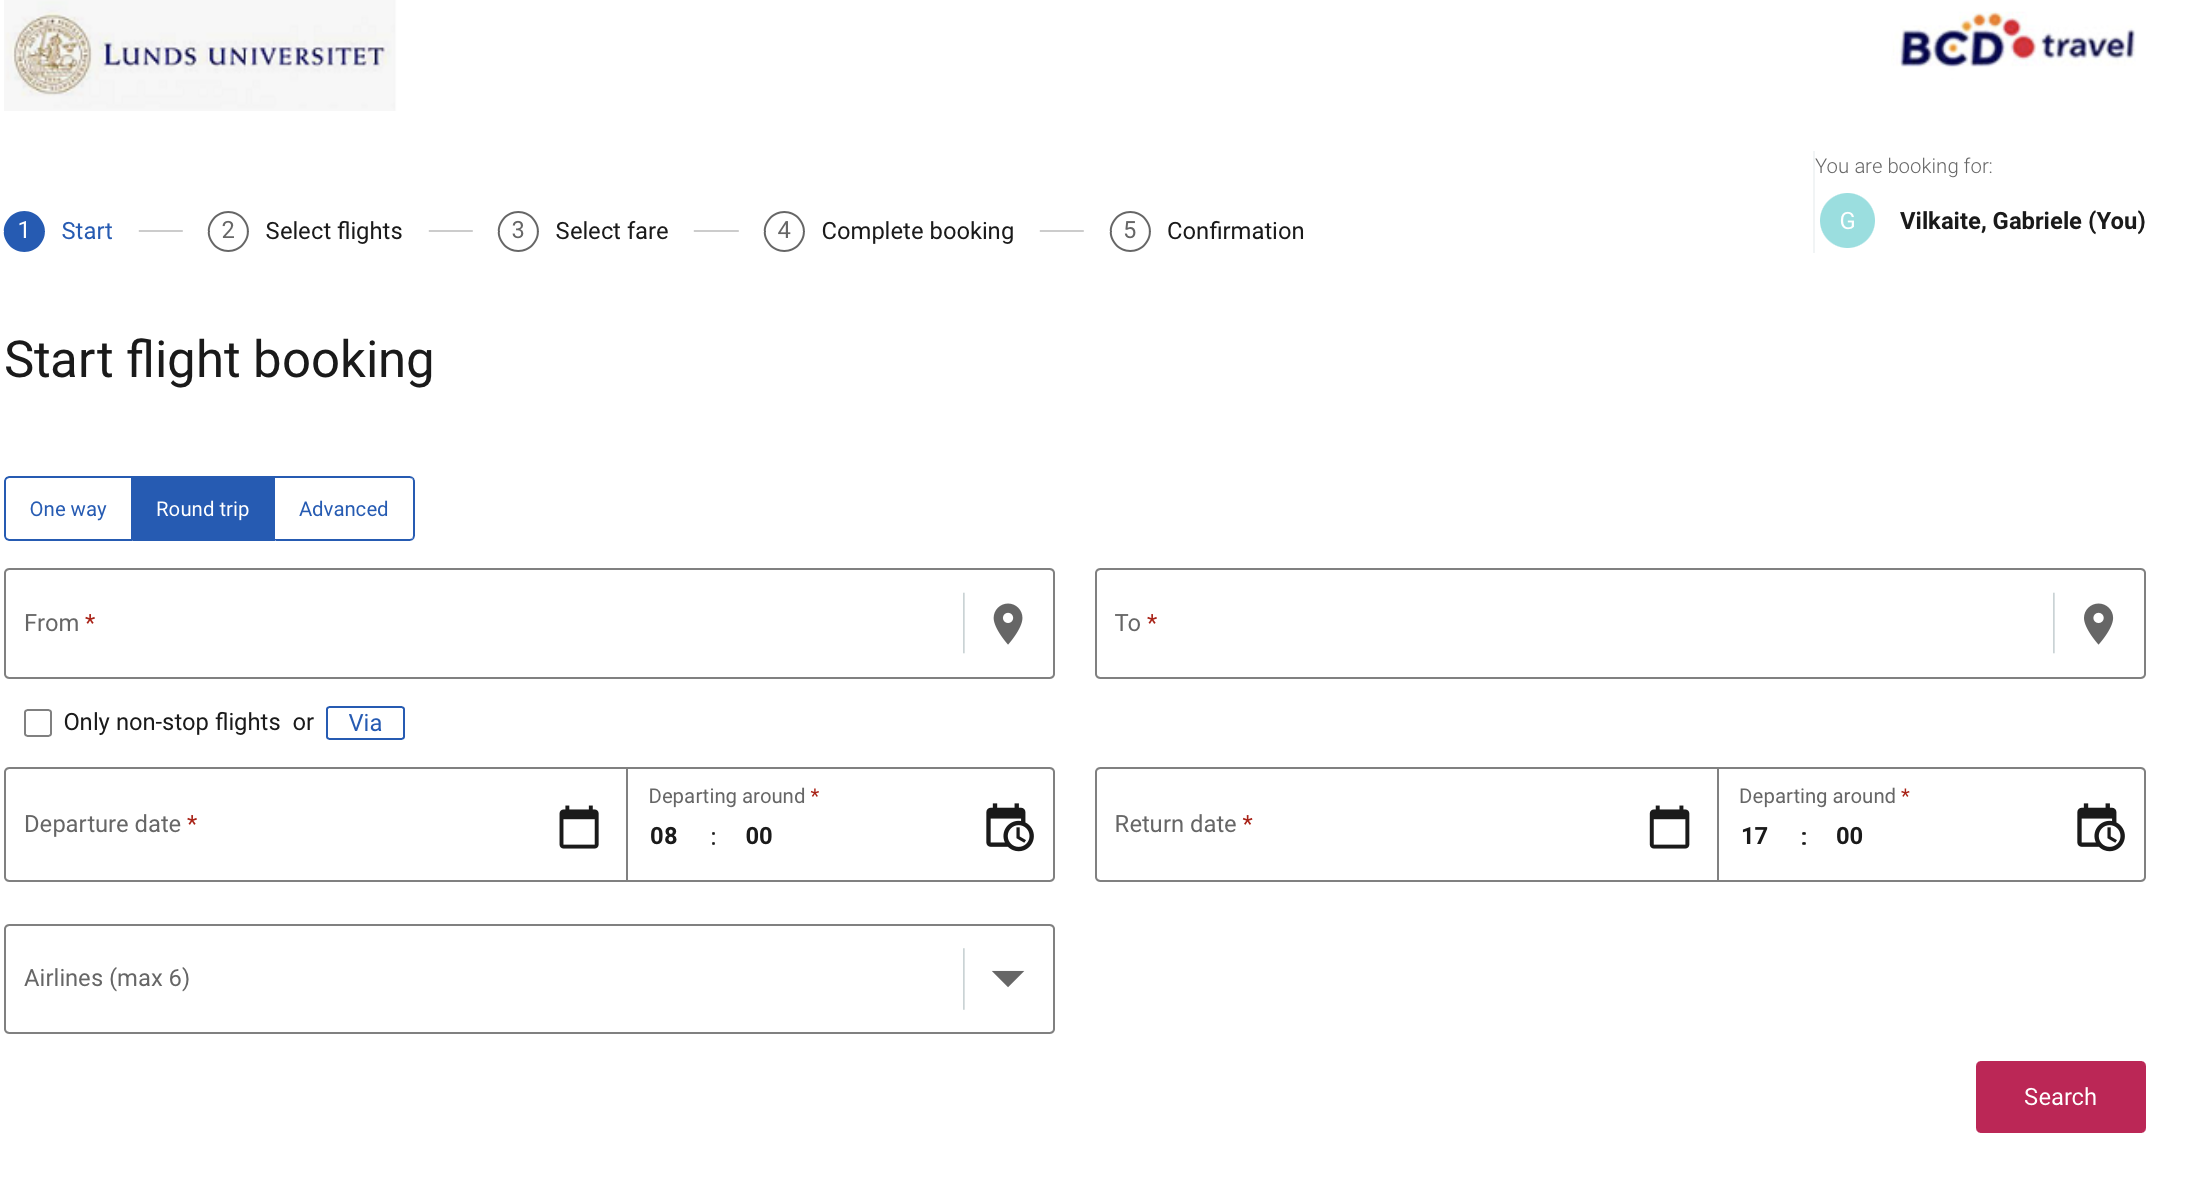 LUNDS UNIVERSITET
BCD travel
You are booking for:
G Vilkaite, Gabriele (You)
1 Start 2 Select flights 3 Select fare 4 Complete booking 5 Confirmation
Start flight booking
One way Round trip Advanced
From * To *
Only non-stop flights or Via
Departure date * Departing around * 08 : 00 Return date * Departing around * 17 : 00
Airlines (max 6)
Search